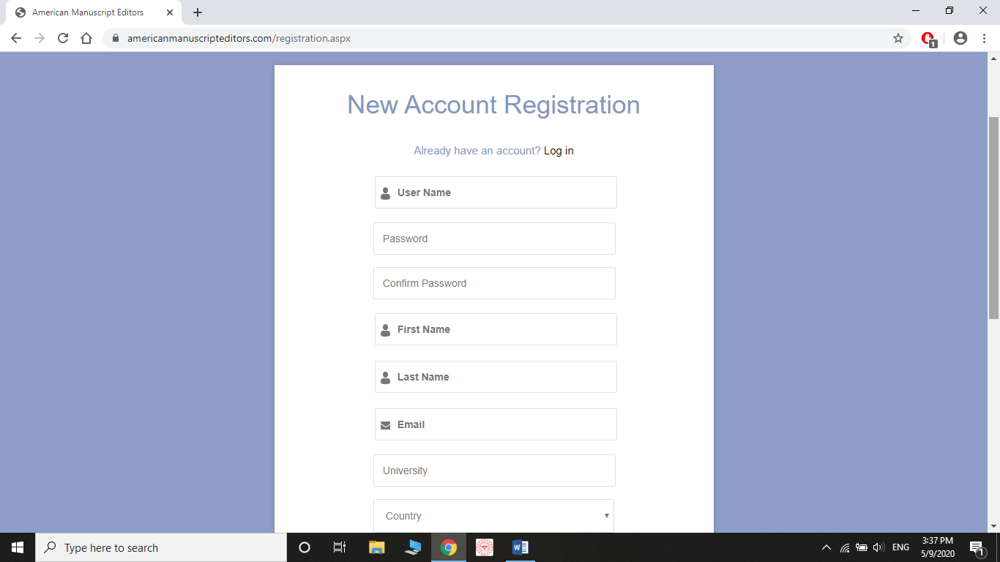 American Manuscript Editors
americanmanuscripteditors.com/registration.aspx
1
New Account Registration
Already have an account? Log in
User Name
Password
Confirm Password
First Name
Last Name
Email
University
Country
Type here to search
ENG
3:37 PM
5/9/2020
1